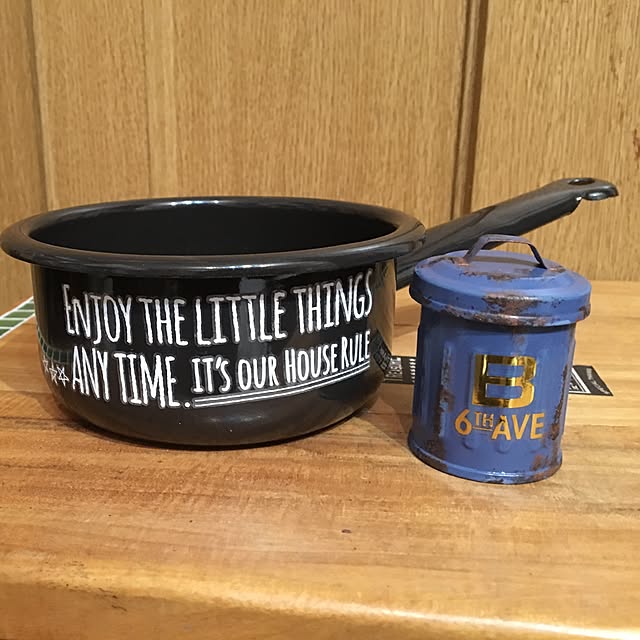 ENJOY THE LITTLE THINGS
ANY TIME. IT'S OUR HOUSE RULE
B
6TH AVE